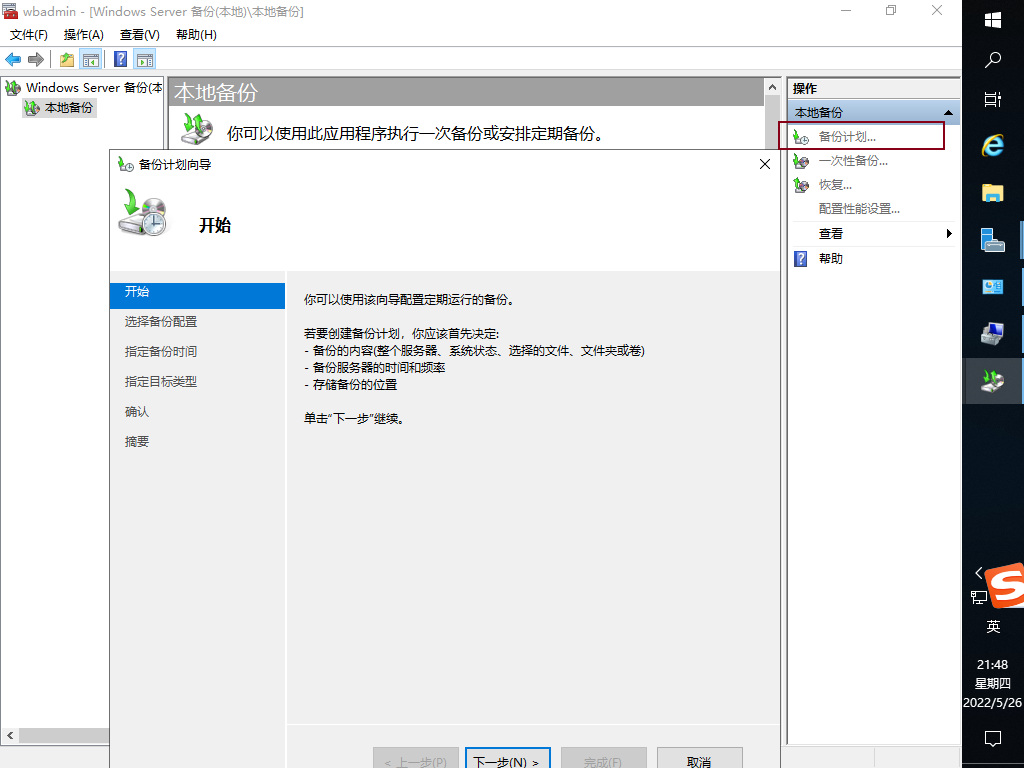 wbadmin - [Windows Server 备份(本地)\本地备份]
文件(F) 操作(A) 查看(V) 帮助(H)
Windows Server 备份(本
本地备份
本地备份
你可以使用此应用程序执行一次备份或安排定期备份。
备份计划向导
开始
开始
选择备份配置
指定备份时间
指定目标类型
确认
摘要
你可以使用该向导配置定期运行的备份。
若要创建备份计划，你应该首先决定:
- 备份的内容(整个服务器、系统状态、选择的文件、文件夹或卷)
- 备份服务器的时间和频率
- 存储备份的位置
单击“下一步”继续。
< 上一步(P) 下一步(N) > 完成(F) 取消
操作
本地备份
备份计划...
一次性备份...
恢复...
配置性能设置...
查看
帮助
英
21:48
星期四
2022/5/26